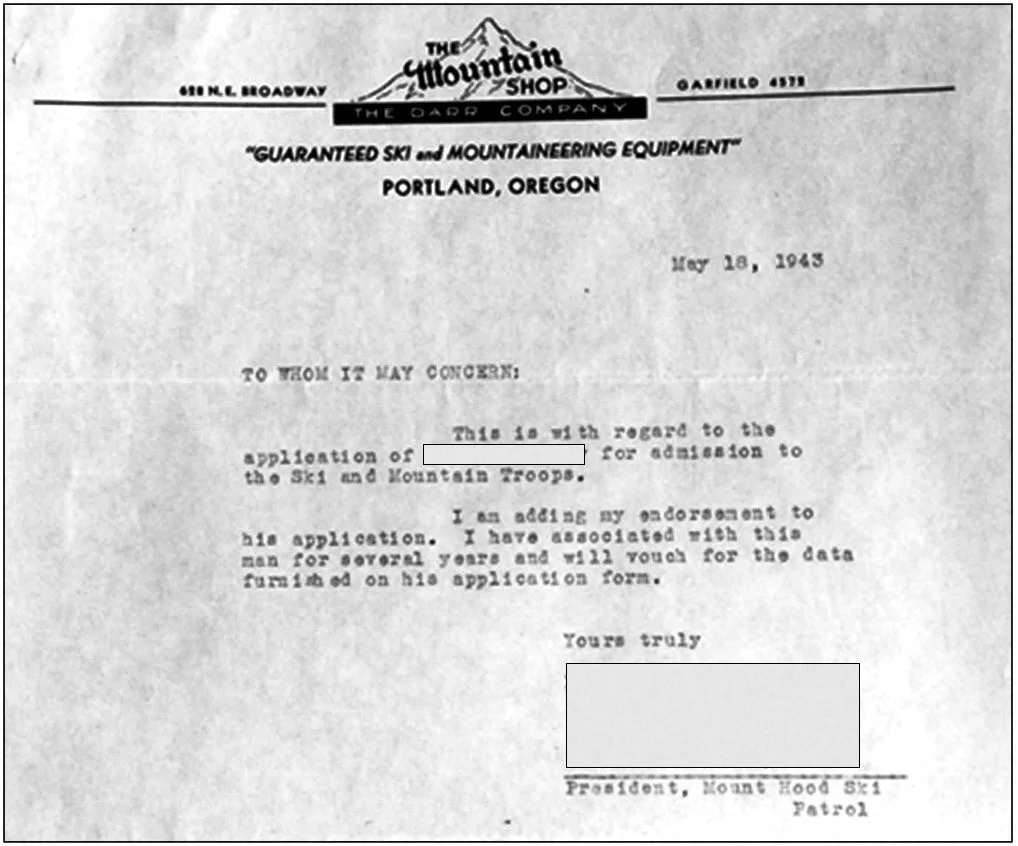 THE
Mountain
SHOP
628 N.E. BROADWAY
GARFIELD 4572
THE DARR COMPANY
"GUARANTEED SKI and MOUNTAINEERING EQUIPMENT"
PORTLAND, OREGON
May 18, 1943
TO WHOM IT MAY CONCERN:
This is with regard to the
application of for admission to
the Ski and Mountain Troops.
I am adding my endorsement to
his application. I have associated with this
man for several years and will vouch for the data
furnished on his application form.
Yours truly
President, Mount Hood Ski
Patrol